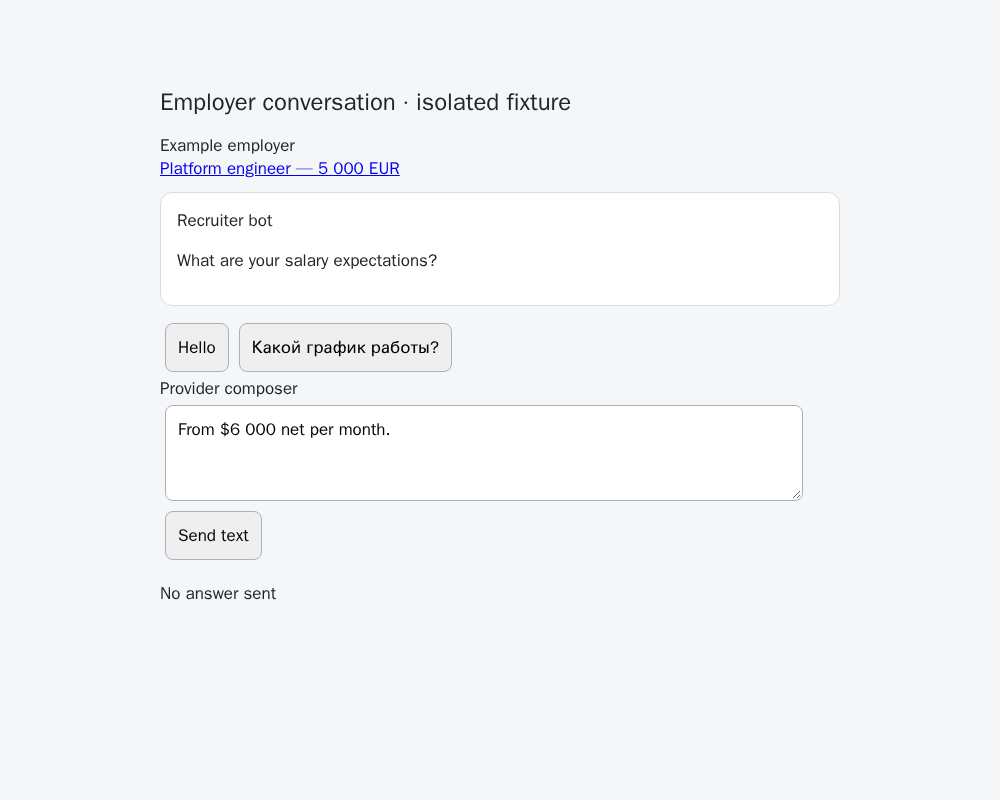 Employer conversation · isolated fixture
Example employer
Platform engineer — 5 000 EUR
Recruiter bot
What are your salary expectations?
Hello
Какой график работы?
Provider composer
From $6 000 net per month.
Send text
No answer sent